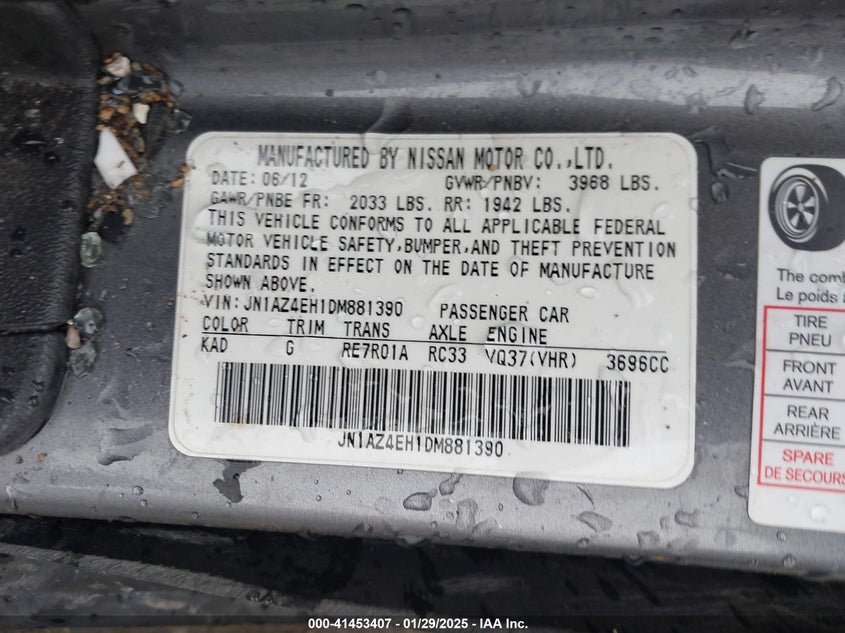 MANUFACTURED BY NISSAN MOTOR CO.,LTD.
DATE: 06/12 GVWR/PNBV: 3968 LBS.
GAWR/PNBE FR: 2033 LBS. RR: 1942 LBS.
THIS VEHICLE CONFORMS TO ALL APPLICABLE FEDERAL
MOTOR VEHICLE SAFETY,BUMPER,AND THEFT PREVENTION
STANDARDS IN EFFECT ON THE DATE OF MANUFACTURE
SHOWN ABOVE.
VIN: JN1AZ4EH1DM881390 PASSENGER CAR
COLOR TRIM TRANS AXLE ENGINE
KAD G RE7R01A RC33 VQ37(VHR) 3696CC
JN1AZ4EH1DM881390
The
Le poids
TIRE
PNEU
FRONT
AVANT
REAR
ARRIÈRE
SPARE
DE SECOURS
000-41453407 - 01/29/2025 - IAA Inc.